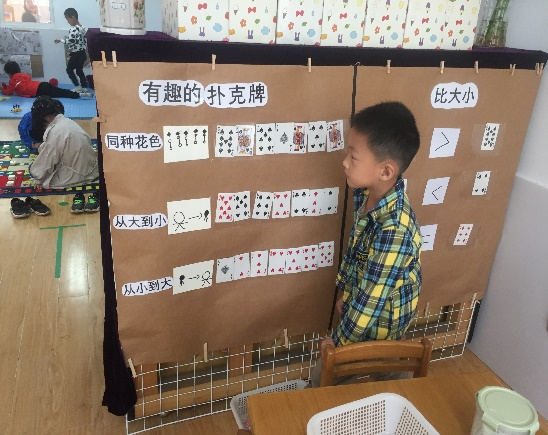 有趣的扑克牌
比大小
同种花色
>
从大到小
<
从小到大
=